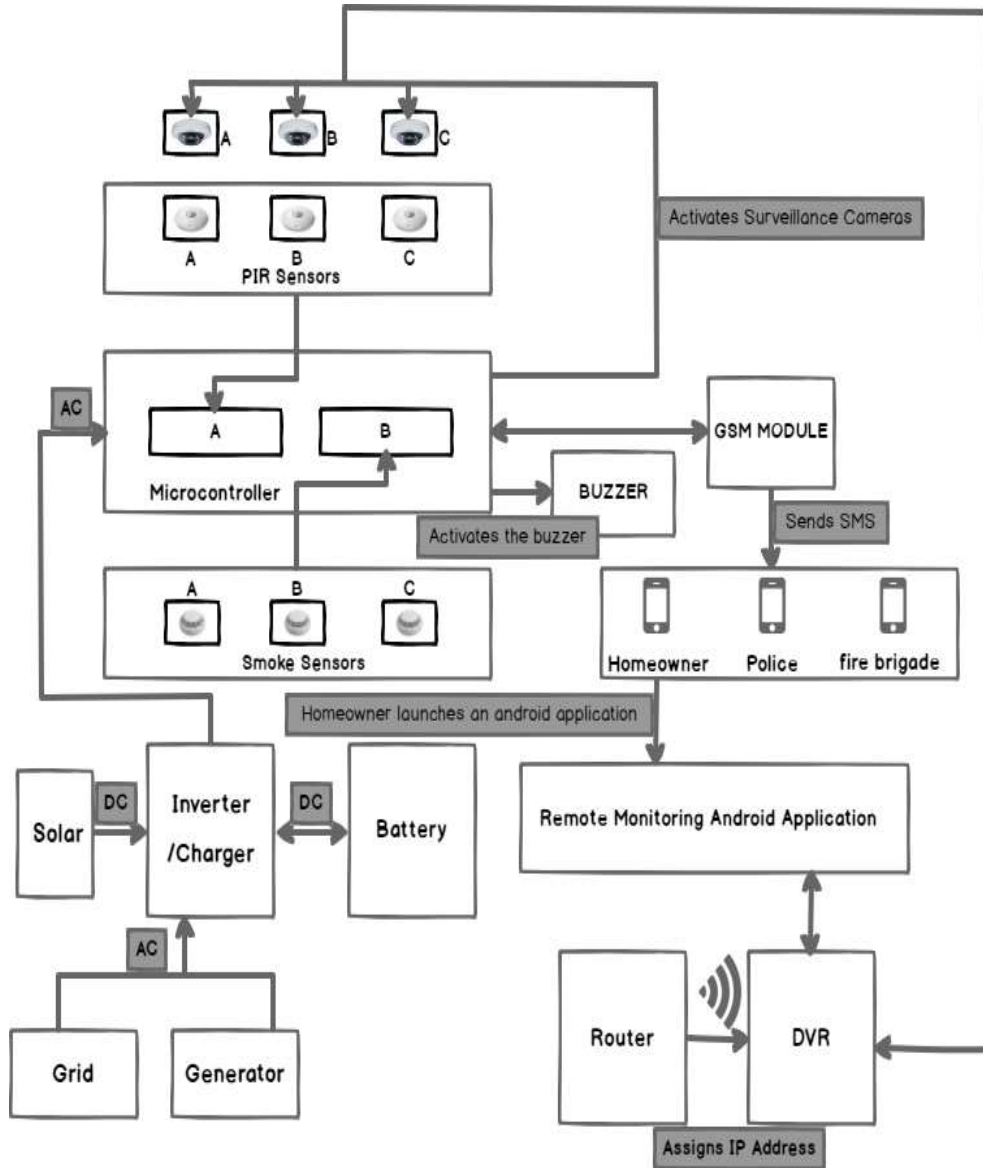 A
B
C
A
B
C
PIR Sensors
Activates Surveillance Cameras
AC
A
B
Microcontroller
GSM MODULE
BUZZER
Activates the buzzer
Sends SMS
A
B
C
Smoke Sensors
Homeowner
Police
fire brigade
Homeowner launches an android application
Solar
DC
Inverter
/Charger
DC
Battery
Remote Monitoring Android Application
AC
Grid
Generator
Router
DVR
Assigns IP Address